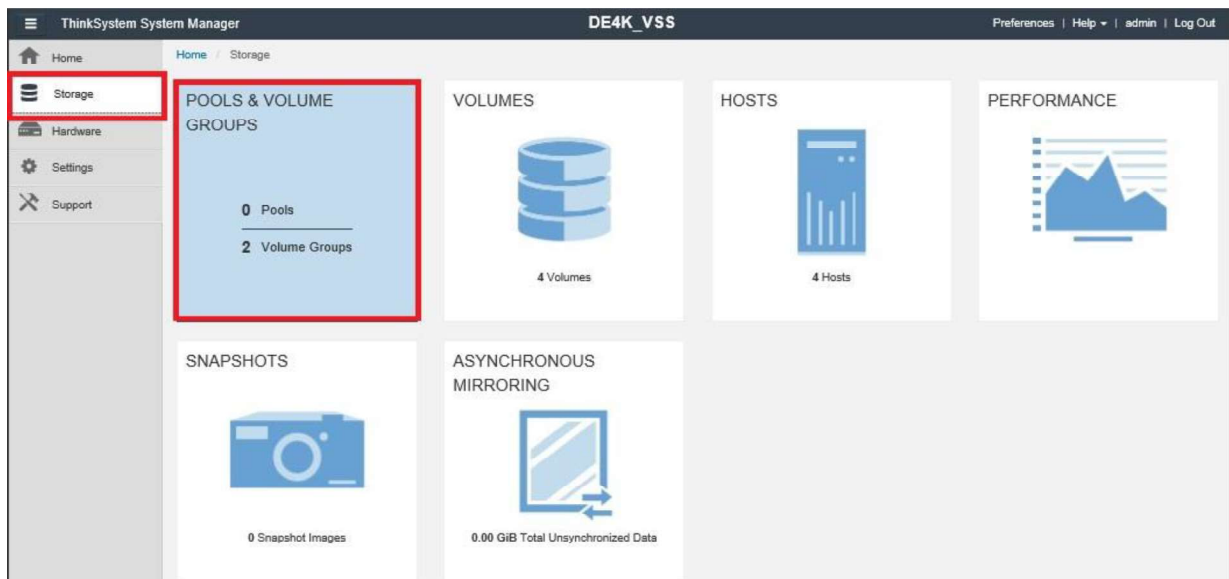 ThinkSystem System Manager
DE4K_VSS
Preferences | Help | admin | Log Out
Home
Storage
Hardware
Settings
Support
Home / Storage
POOLS & VOLUME
GROUPS
0 Pools
2 Volume Groups
VOLUMES
4 Volumes
HOSTS
4 Hosts
PERFORMANCE
SNAPSHOTS
0 Snapshot Images
ASYNCHRONOUS
MIRRORING
0.00 GiB Total Unsynchronized Data